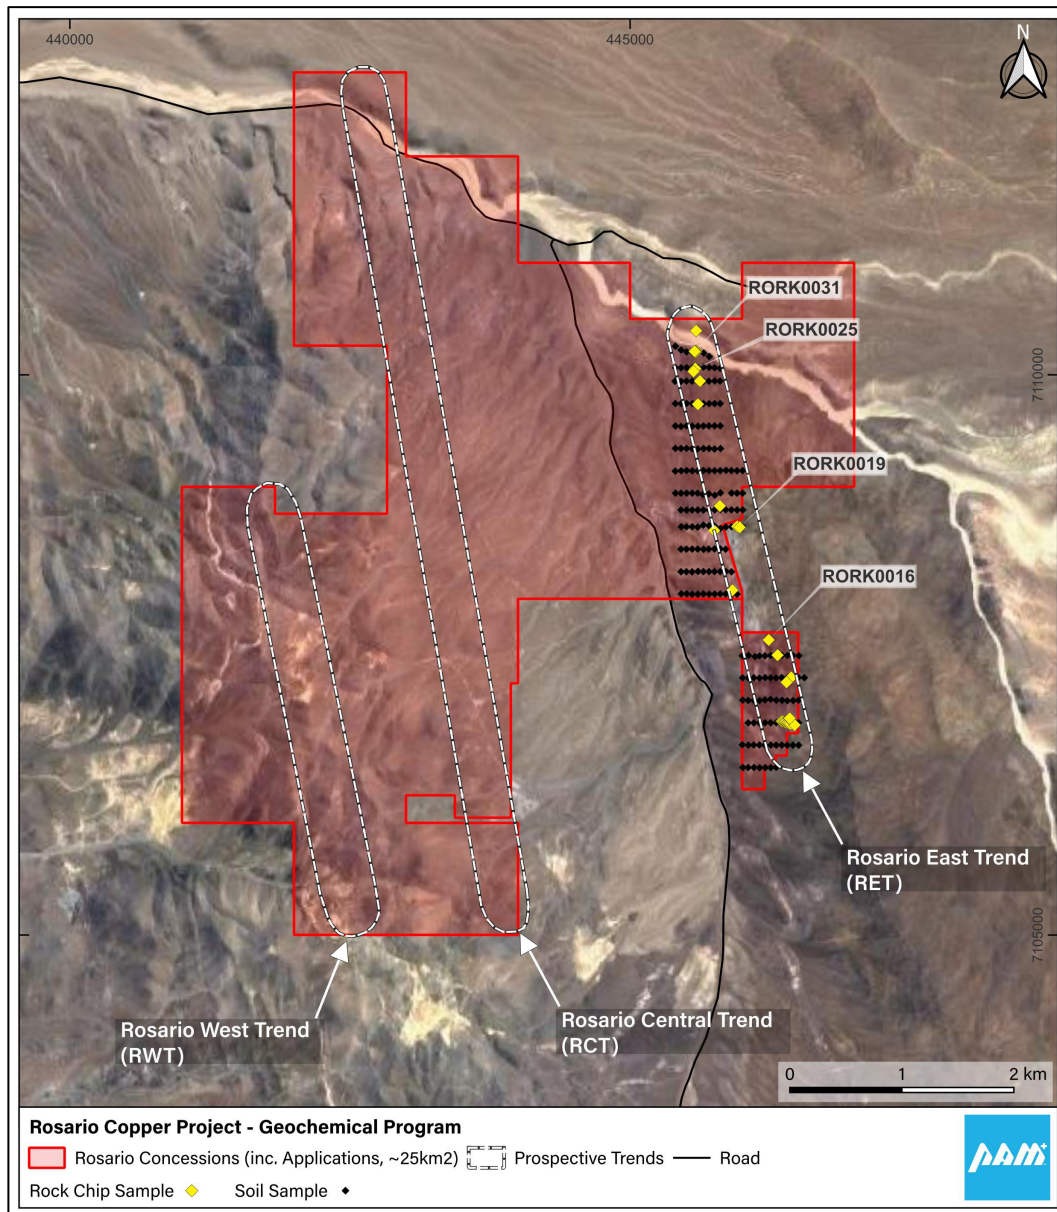 440000
445000
N
RORK0031
RORK0025
7110000
RORK0019
RORK0016
Rosario East Trend
(RET)
7105000
Rosario West Trend
(RWT)
Rosario Central Trend
(RCT)
0 1 2 km
Rosario Copper Project - Geochemical Program
Rosario Concessions (inc. Applications, ~25km2) Prospective Trends Road
Rock Chip Sample Soil Sample
PAM+